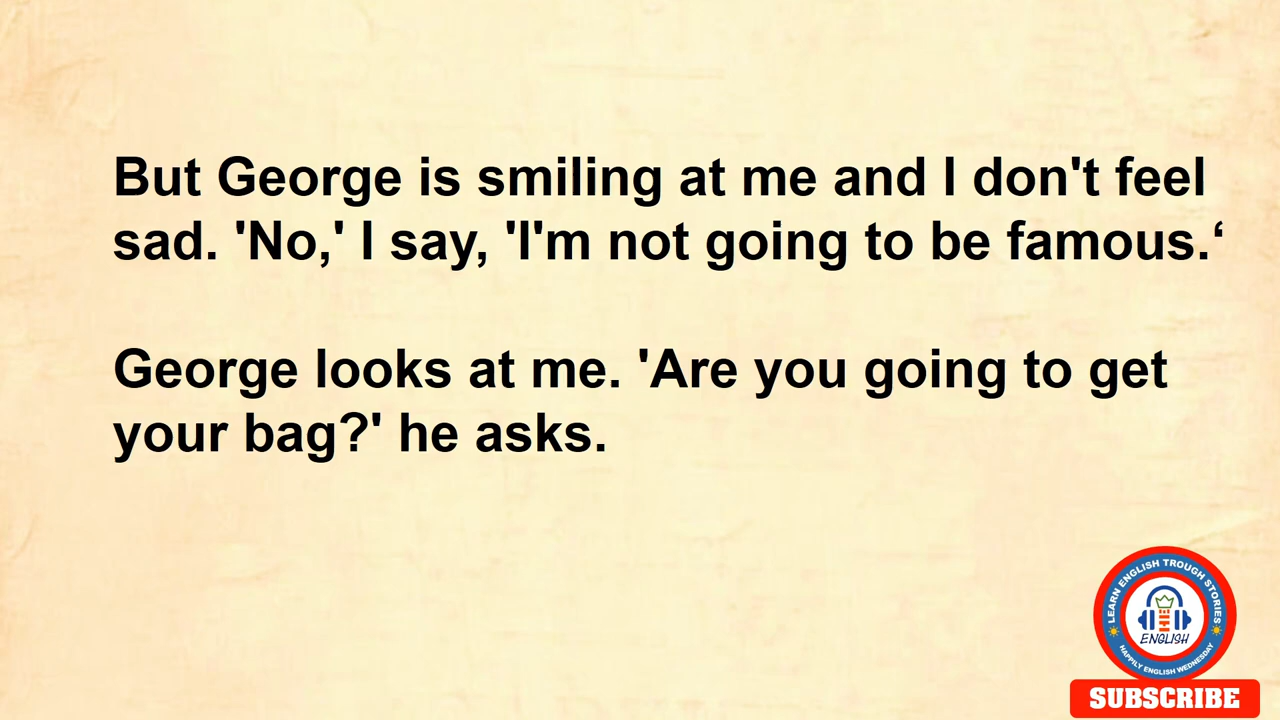 But George is smiling at me and I don't feel
sad. 'No,' I say, 'I'm not going to be famous.‘
George looks at me. 'Are you going to get
your bag?' he asks.
LEARN ENGLISH TROUGH STORIES
ENGLISH
HAPPILY ENGLISH WEDNESDAY
SUBSCRIBE